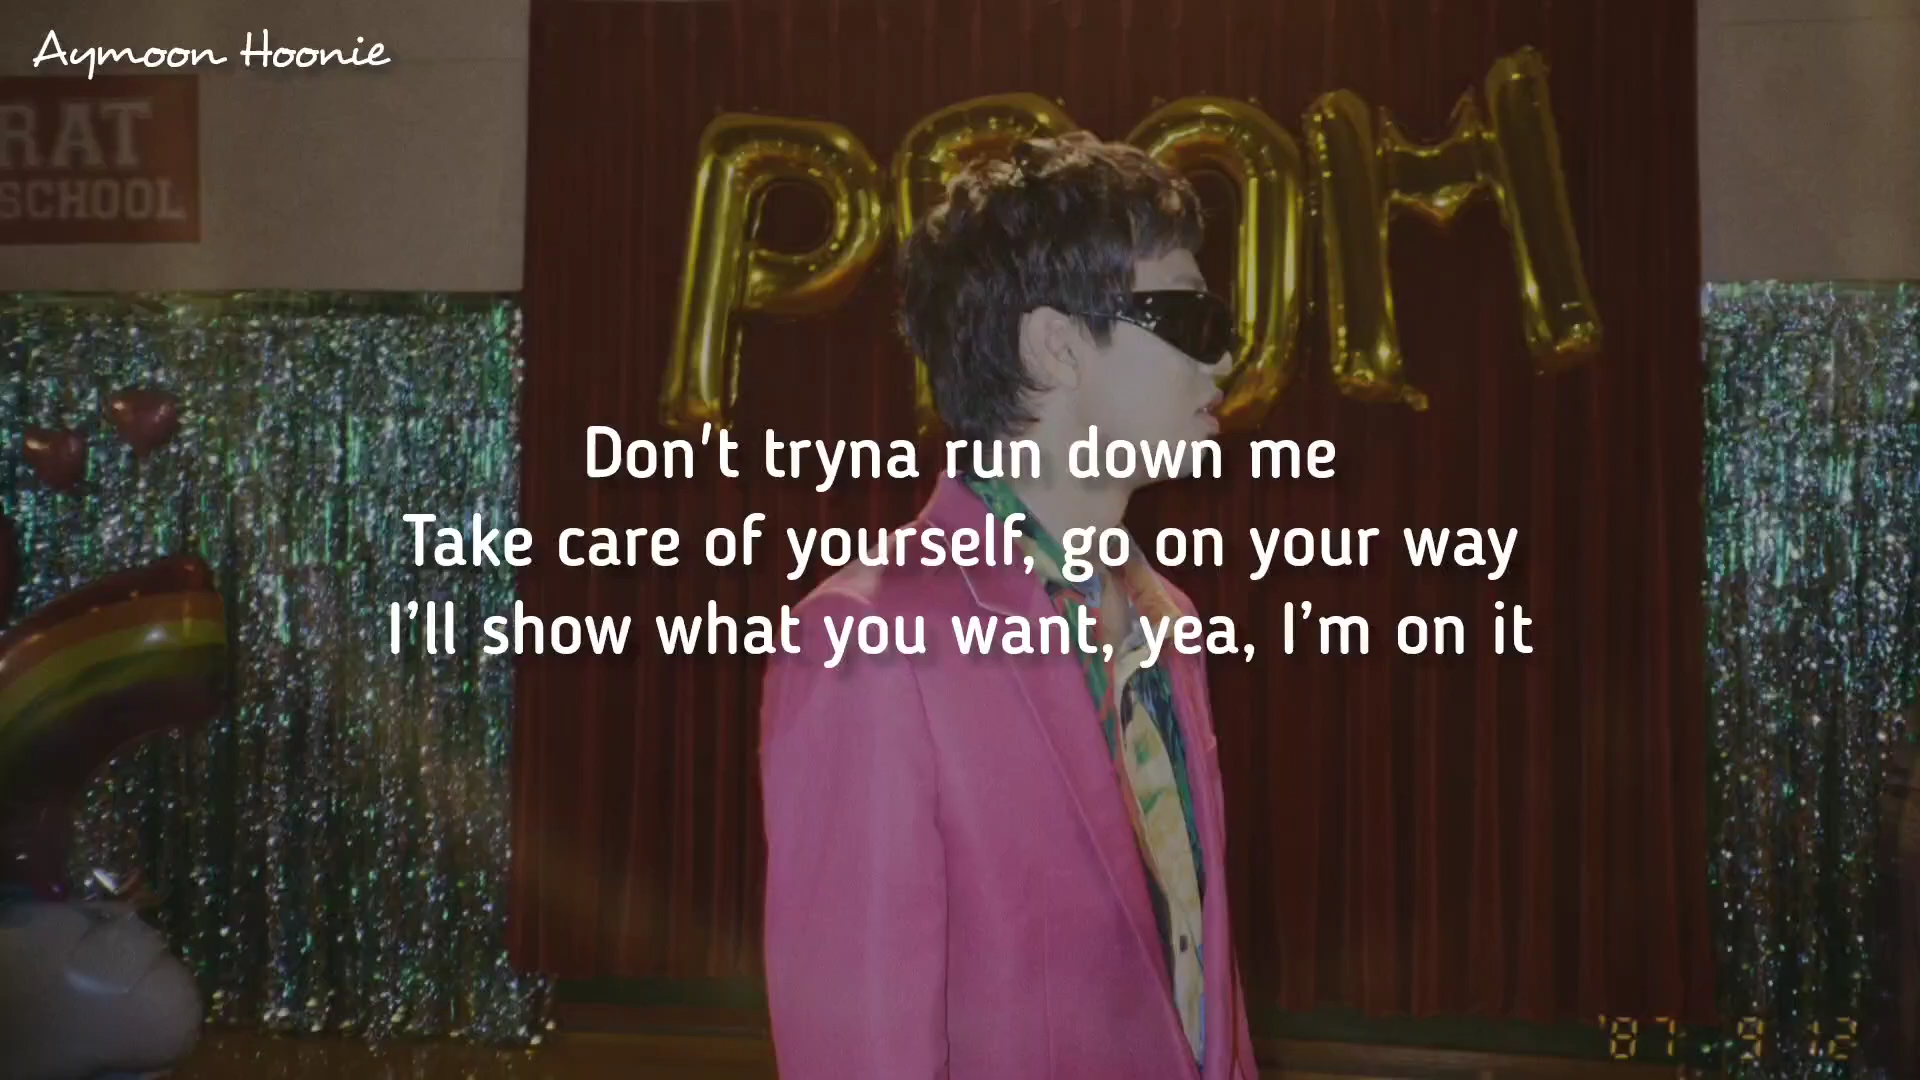 Aymoon Hoonie
RAT
SCHOOL
PROM
Don't tryna run down me
Take care of yourself, go on your way
I’ll show what you want, yea, I’m on it
'87 9 12